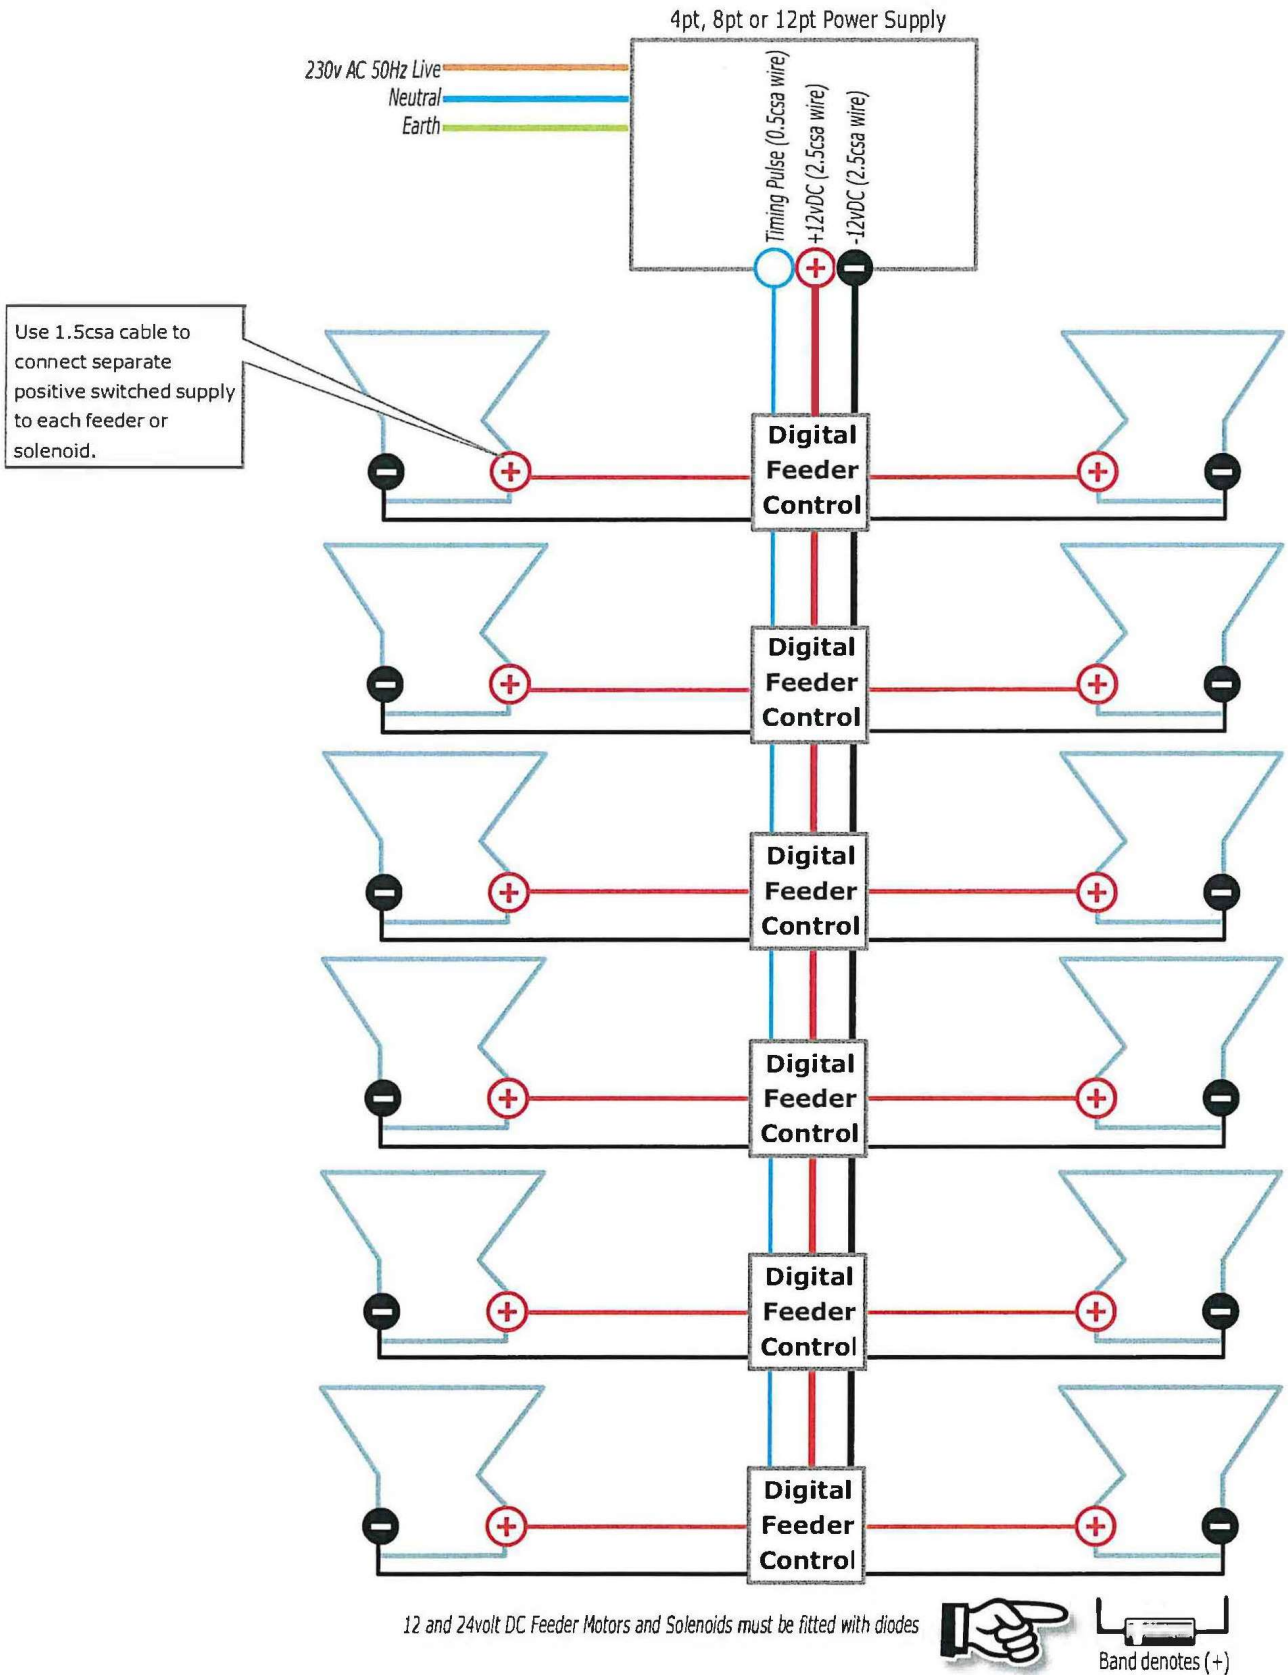 4pt, 8pt or 12pt Power Supply
230v AC 50Hz Live
Neutral
Earth
Timing Pulse (0.5csa wire)
+12vDC (2.5csa wire)
-12vDC (2.5csa wire)
Use 1.5csa cable to
connect separate
positive switched supply
to each feeder or
solenoid.
Digital
Feeder
Control
Digital
Feeder
Control
Digital
Feeder
Control
Digital
Feeder
Control
Digital
Feeder
Control
Digital
Feeder
Control
12 and 24volt DC Feeder Motors and Solenoids must be fitted with diodes
Band denotes (+)